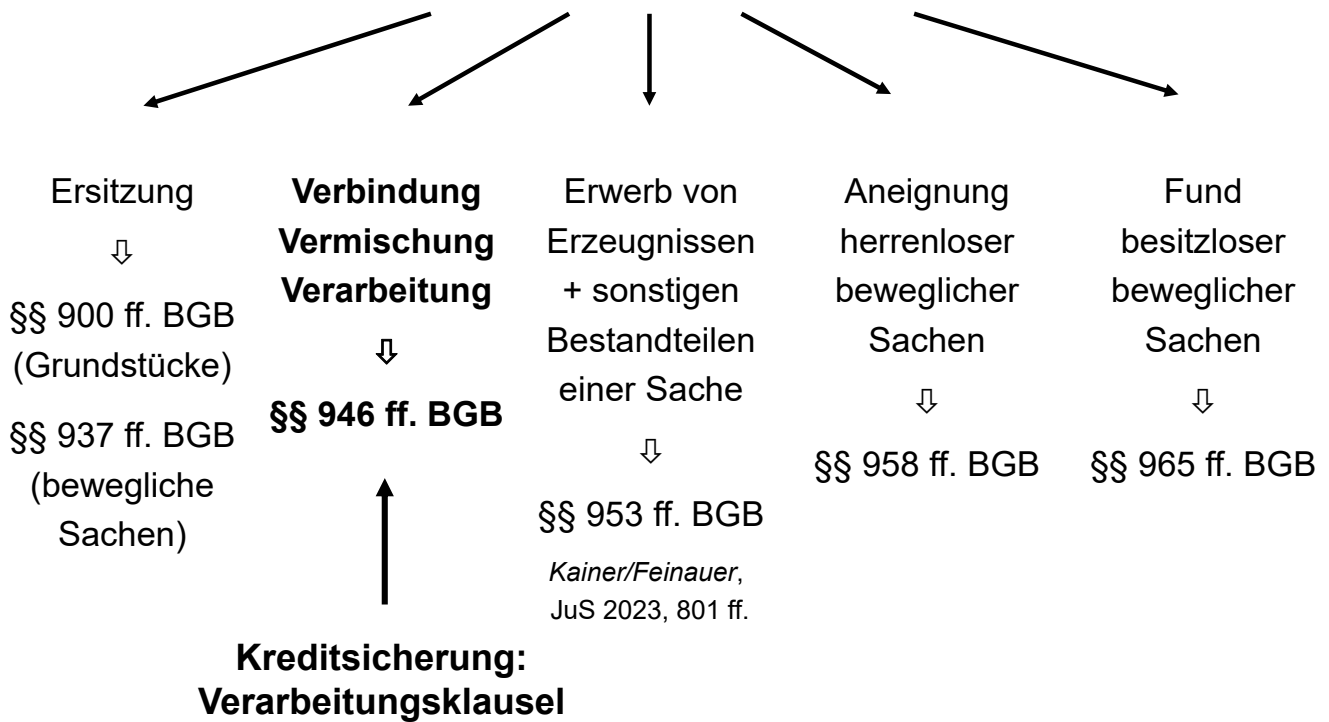 Ersitzung
⇩
§§ 900 ff. BGB
(Grundstücke)
§§ 937 ff. BGB
(bewegliche
Sachen)
Verbindung
Vermischung
Verarbeitung
⇩
§§ 946 ff. BGB
Kreditsicherung:
Verarbeitungsklausel
Erwerb von
Erzeugnissen
+ sonstigen
Bestandteilen
einer Sache
⇩
§§ 953 ff. BGB
Kainer/Feinauer,
JuS 2023, 801 ff.
Aneignung
herrenloser
beweglicher
Sachen
⇩
§§ 958 ff. BGB
Fund
besitzloser
beweglicher
Sachen
⇩
§§ 965 ff. BGB